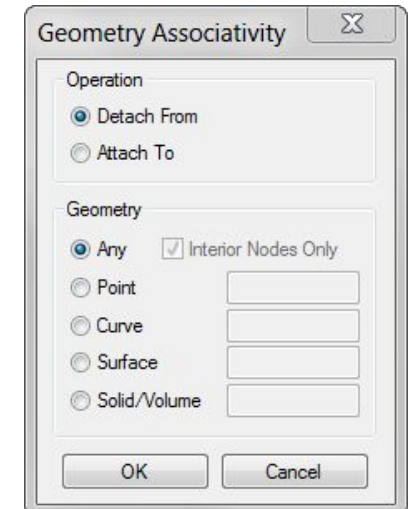 Geometry Associativity
Operation
Detach From
Attach To
Geometry
Any Interior Nodes Only
Point
Curve
Surface
Solid/Volume
OK Cancel